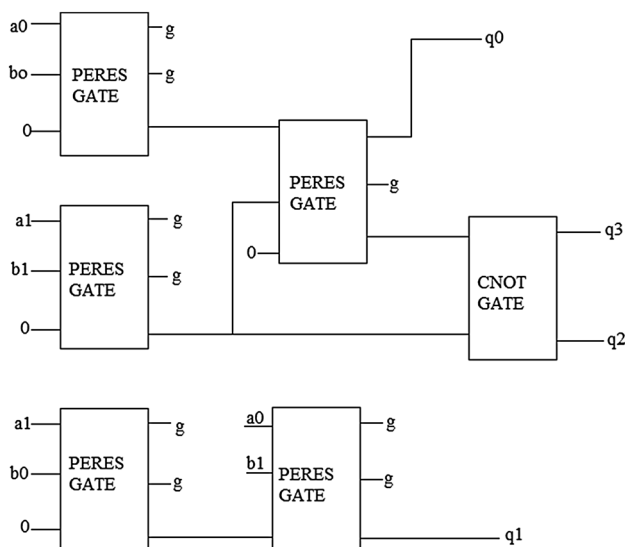 a0
g
bo
PERES
GATE
g
0
q0
PERES
GATE
g
0
a1
g
b1
PERES
GATE
g
0
q3
CNOT
GATE
q2
a1
g
b0
PERES
GATE
g
0
a0
g
b1
PERES
GATE
g
q1